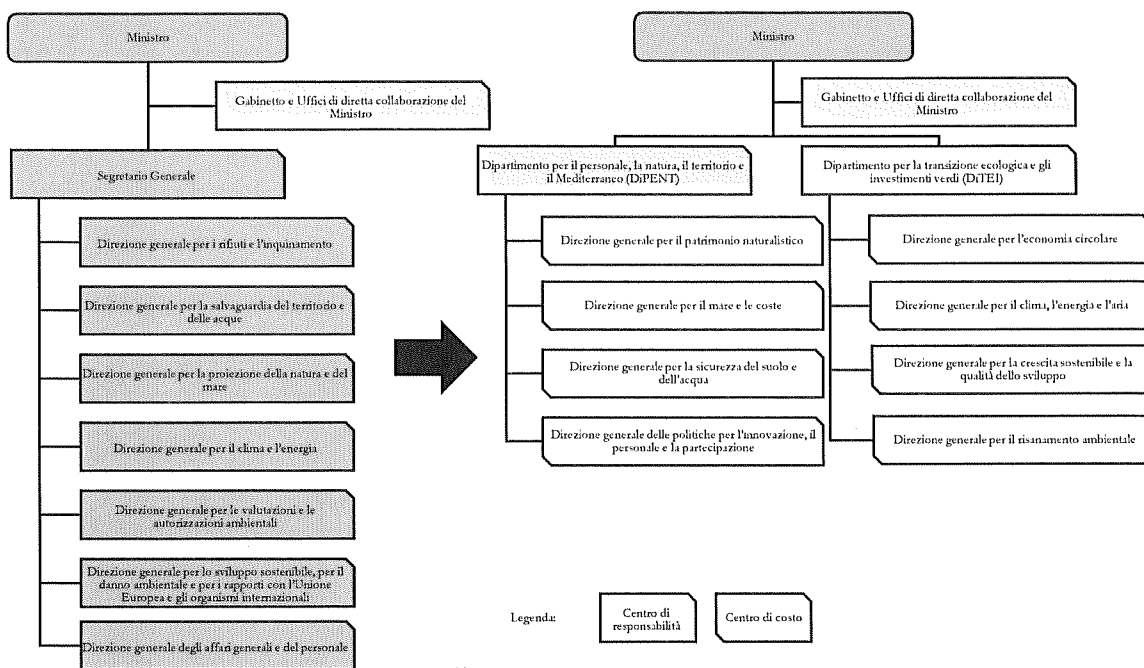 Ministro
Gabinetto e Uffici di diretta collaborazione del
Ministro
Segretario Generale
Direzione generale per i rifiuti e l'inquinamento
Direzione generale per la salvaguardia del territorio e
delle acque
Direzione generale per la proiezione della natura e del
mare
Direzione generale per il clima e l'energia
Direzione generale per le valutazioni e le
autorizzazioni ambientali
Direzione generale per lo sviluppo sostenibile, per il
danno ambientale e per i rapporti con l'Unione
Europea e gli organismi internazionali
Direzione generale degli affari generali e del personale
Ministro
Gabinetto e Uffici di diretta collaborazione del
Ministro
Dipartimento per il personale, la natura, il territorio e
il Mediterraneo (DiPENT)
Direzione generale per il patrimonio naturalistico
Direzione generale per il mare e le coste
Direzione generale per la sicurezza del suolo e
dell'acqua
Direzione generale delle politiche per l'innovazione, il
personale e la partecipazione
Dipartimento per la transizione ecologica e gli
investimenti verdi (DiTEI)
Direzione generale per l'economia circolare
Direzione generale per il clima, l'energia e l'aria
Direzione generale per la crescita sostenibile e la
qualità dello sviluppo
Direzione generale per il risanamento ambientale
Legenda:
Centro di
responsabilità
Centro di costo